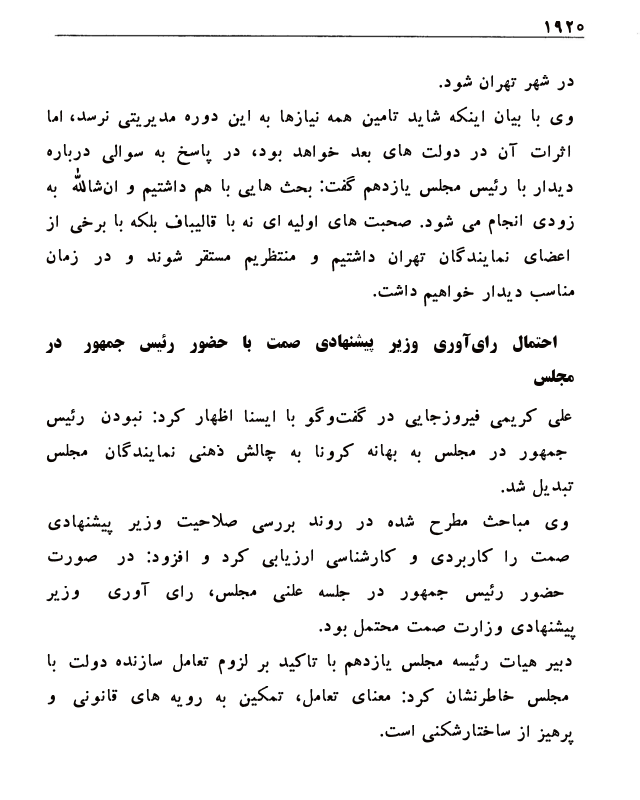 ۱۹۲۰
در شهر تهران شود.
وی با بیان اینکه شاید تامین همه نیازها به این دوره مدیریتی نرسد، اما
اثرات آن در دولت های بعد خواهد بود، در پاسخ به سوالی درباره
دیدار با رئیس مجلس یازدهم گفت: بحث هایی با هم داشتیم و ان‌شاالله به
زودی انجام می شود. صحبت های اولیه ای نه با قالیباف بلکه با برخی از
اعضای نمایندگان تهران داشتیم و منتظریم مستقر شوند و در زمان
مناسب دیدار خواهیم داشت.
احتمال رای‌آوری وزیر پیشنهادی صمت با حضور رئیس جمهور در
مجلس
علی کریمی فیروزجایی در گفت‌وگو با ایسنا اظهار کرد: نبودن رئیس
جمهور در مجلس به بهانه کرونا به چالش ذهنی نمایندگان مجلس
تبدیل شد.
وی مباحث مطرح شده در روند بررسی صلاحیت وزیر پیشنهادی
صمت را کاربردی و کارشناسی ارزیابی کرد و افزود: در صورت
حضور رئیس جمهور در جلسه علنی مجلس، رای آوری وزیر
پیشنهادی وزارت صمت محتمل بود.
دبیر هیات رئیسه مجلس یازدهم با تاکید بر لزوم تعامل سازنده دولت با
مجلس خاطرنشان کرد: معنای تعامل، تمکین به رویه های قانونی و
پرهیز از ساختارشکنی است.